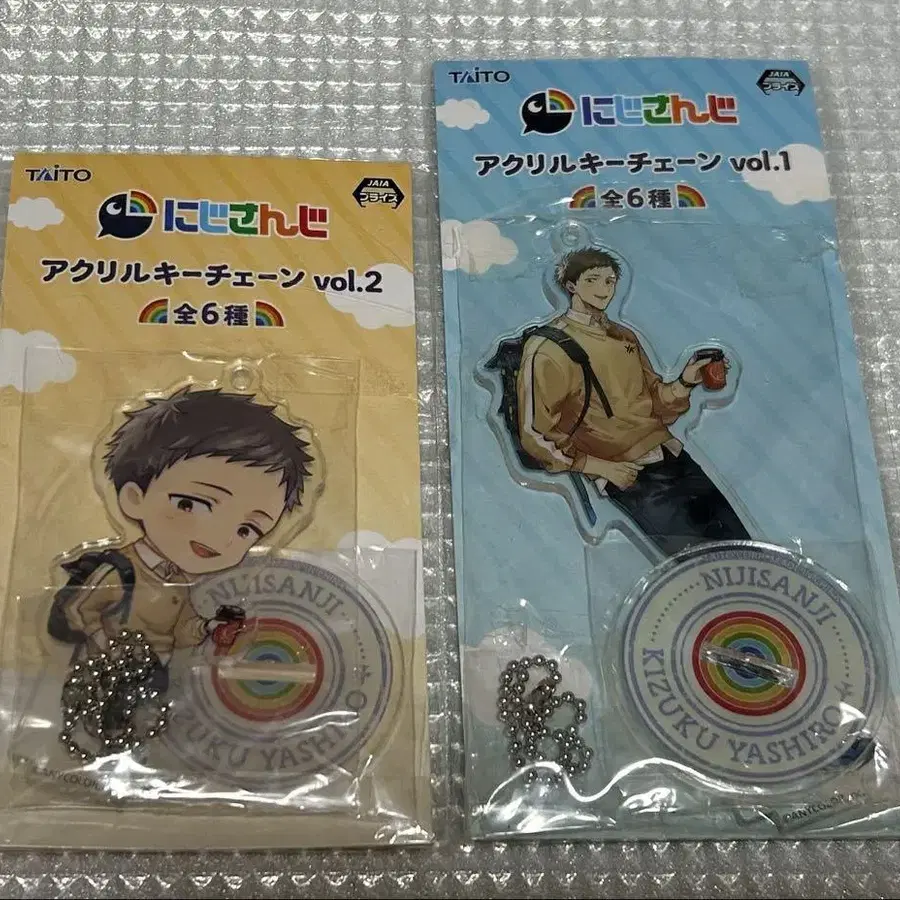 TAITO
JAIA
プライズ
にじさんじ
アクリルキーチェーン vol.2
全6種
NIJISANJI
KIZUKU YASHIRO
TAITO
JAIA
プライズ
にじさんじ
アクリルキーチェーン vol.1
全6種
NIJISANJI
KIZUKU YASHIRO